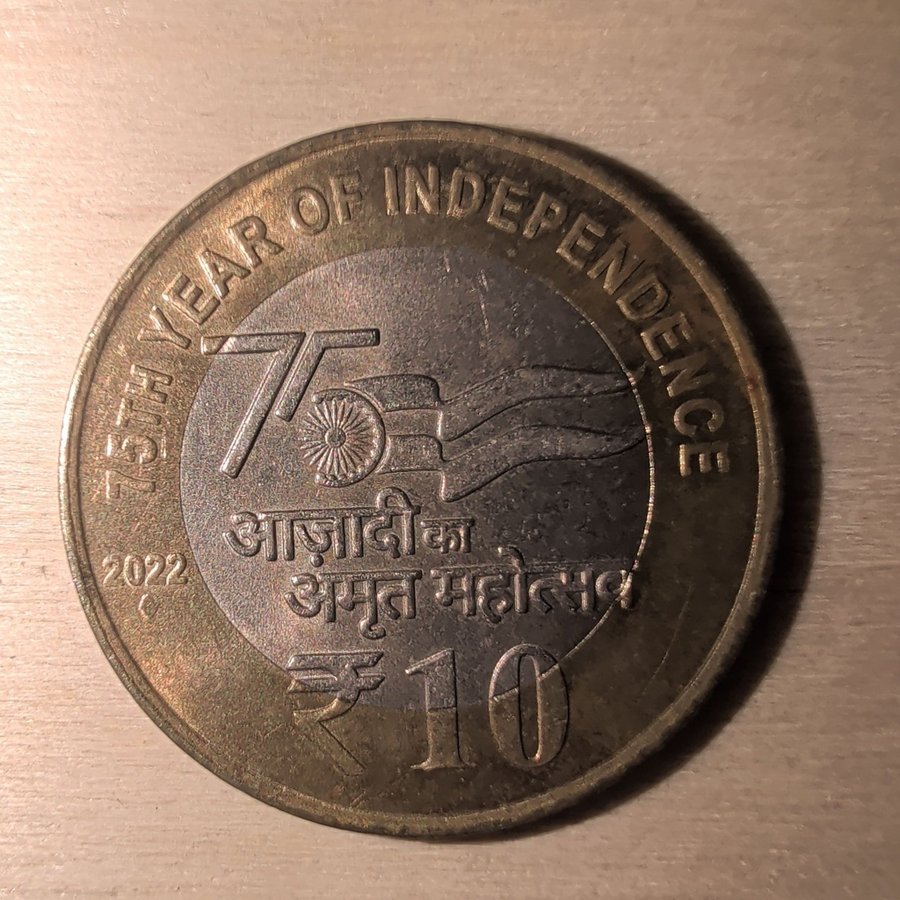 75TH YEAR OF INDEPENDENCE
75
आज़ादी का
अमृत महोत्सव
2022
₹ 10